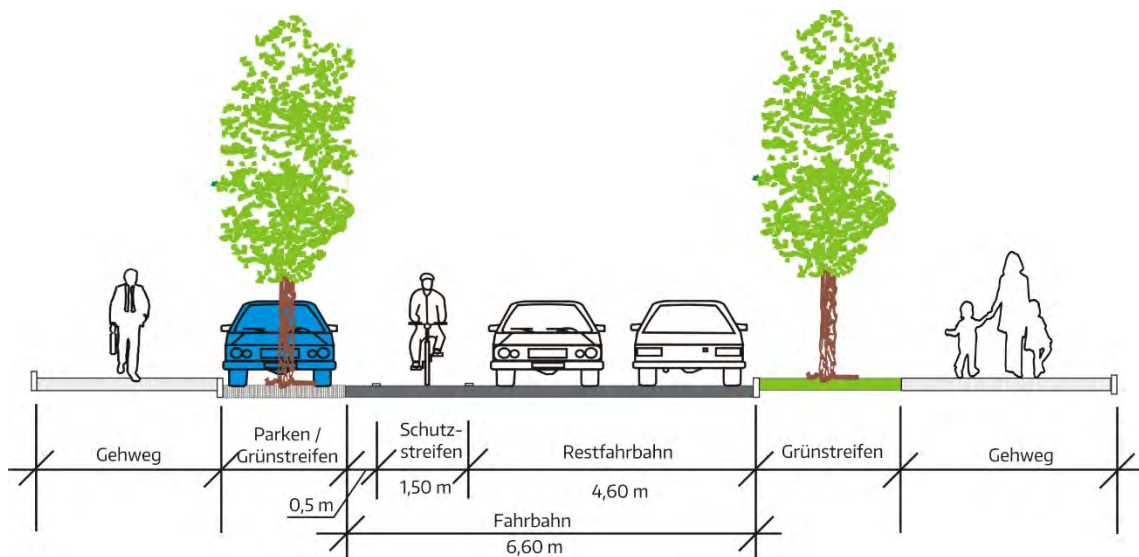 Gehweg
Parken /
Grünstreifen
0,5 m
Schutz-
streifen
1,50 m
Restfahrbahn
4,60 m
Grünstreifen
Gehweg
Fahrbahn
6,60 m